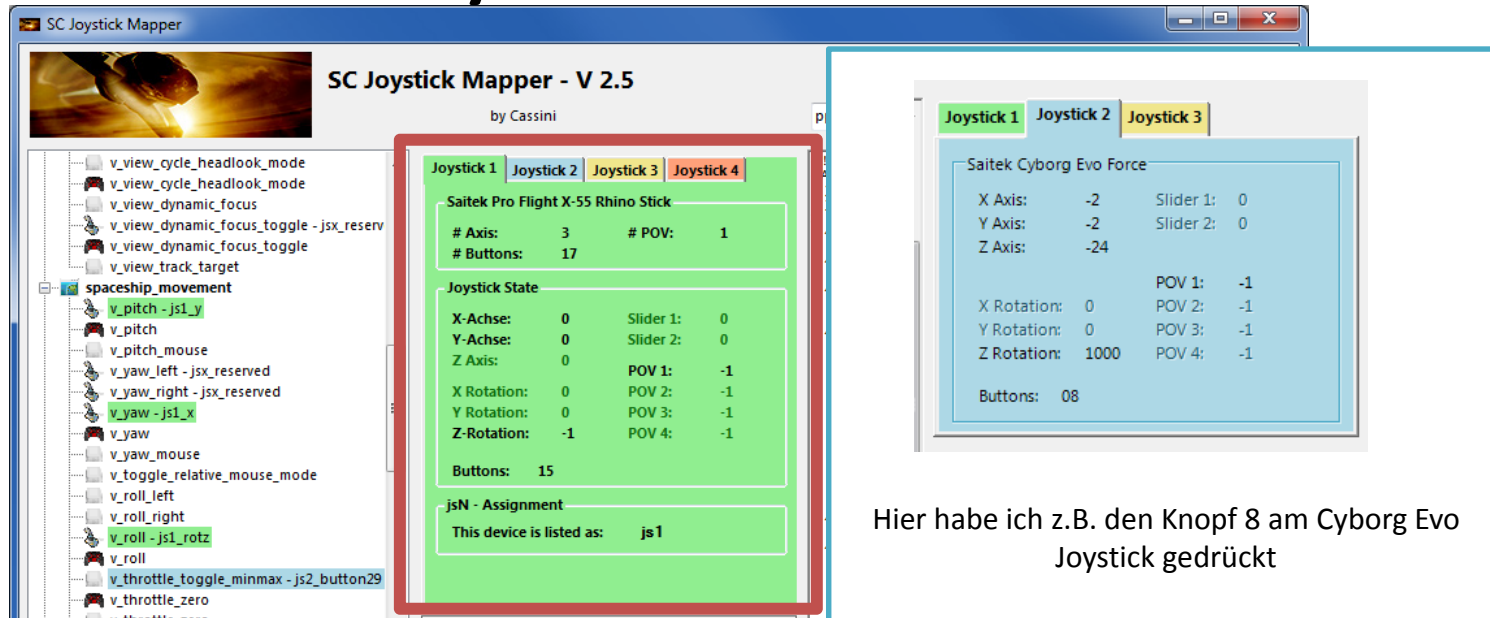 SC Joystick Mapper
SC Joystick Mapper - V 2.5
by Cassini
v_view_cycle_headlook_mode
v_view_cycle_headlook_mode
v_view_dynamic_focus
v_view_dynamic_focus_toggle - jsx_reserv
v_view_dynamic_focus_toggle
v_view_track_target
spaceship_movement
v_pitch - js1_y
v_pitch
v_pitch_mouse
v_yaw_left - jsx_reserved
v_yaw_right - jsx_reserved
v_yaw - js1_x
v_yaw
v_yaw_mouse
v_toggle_relative_mouse_mode
v_roll_left
v_roll_right
v_roll - js1_rotz
v_roll
v_throttle_toggle_minmax - js2_button29
v_throttle_zero
Joystick 1 Joystick 2 Joystick 3 Joystick 4
Saitek Pro Flight X-55 Rhino Stick
# Axis: 3 # POV: 1
# Buttons: 17
Joystick State
X-Achse: 0 Slider 1: 0
Y-Achse: 0 Slider 2: 0
Z Axis: 0
POV 1: -1
X Rotation: 0 POV 2: -1
Y Rotation: 0 POV 3: -1
Z-Rotation: -1 POV 4: -1
Buttons: 15
jsN - Assignment
This device is listed as: js1
Joystick 1 Joystick 2 Joystick 3
Saitek Cyborg Evo Force
X Axis: -2 Slider 1: 0
Y Axis: -2 Slider 2: 0
Z Axis: -24
POV 1: -1
X Rotation: 0 POV 2: -1
Y Rotation: 0 POV 3: -1
Z Rotation: 1000 POV 4: -1
Buttons: 08
Hier habe ich z.B. den Knopf 8 am Cyborg Evo
Joystick gedrückt